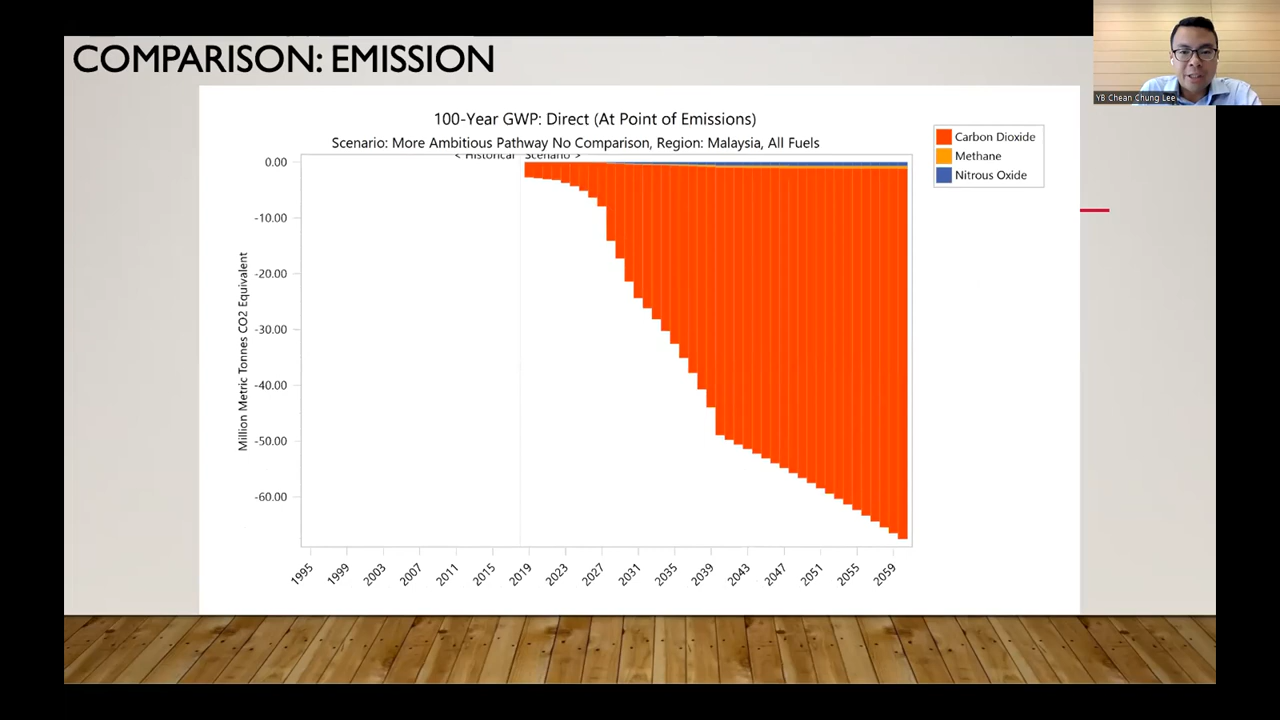 COMPARISON: EMISSION
YB Chean Chung Lee
100-Year GWP: Direct (At Point of Emissions)
Scenario: More Ambitious Pathway No Comparison, Region: Malaysia, All Fuels
< Historical Scenario >
Carbon Dioxide
Methane
Nitrous Oxide
Million Metric Tonnes CO2 Equivalent
0.00
-10.00
-20.00
-30.00
-40.00
-50.00
-60.00
1995 1999 2003 2007 2011 2015 2019 2023 2027 2031 2035 2039 2043 2047 2051 2055 2059